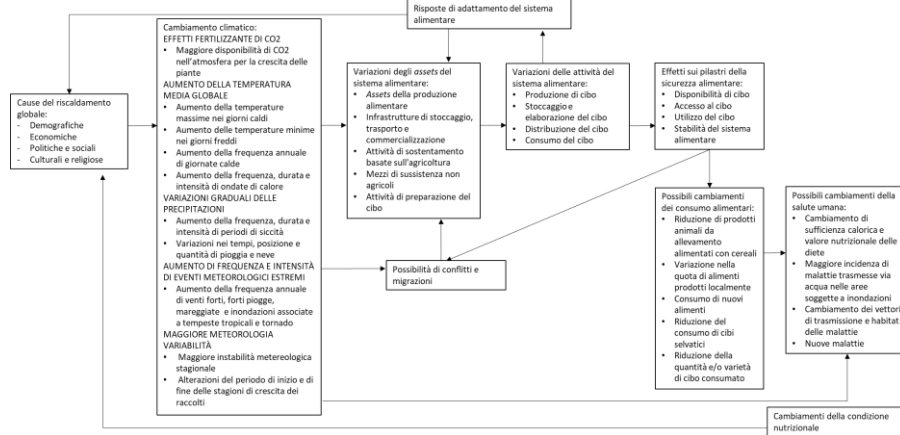 Risposte di adattamento del sistema
alimentare
Cause del riscaldamento
globale:
- Demografiche
- Economiche
- Politiche e sociali
- Culturali e religiose
Cambiamento climatico:
EFFETTI FERTILIZZANTE DI CO2
• Maggiore disponibilità di CO2
nell'atmosfera per la crescita delle
piante
AUMENTO DELLA TEMPERATURA
MEDIA GLOBALE
• Aumento della temperature
massime nei giorni caldi
• Aumento delle temperature minime
nei giorni freddi
• Aumento della frequenza annuale
di giornate calde
• Aumento della frequenza, durata e
intensità di ondate di calore
VARIAZIONI GRADUALI DELLE
PRECIPITAZIONI
• Aumento della frequenza, durata e
intensità di periodi di siccità
• Variazioni nei tempi, posizione e
quantità di pioggia e neve
AUMENTO DI FREQUENZA E INTENSITÀ
DI EVENTI METEOROLOGICI ESTREMI
• Aumento della frequenza annuale
di venti forti, forti piogge,
mareggiate e inondazioni associate
a tempeste tropicali e tornado
MAGGIORE METEOROLOGIA
VARIABILITÀ
• Maggiore instabilità metereologica
stagionale
• Alterazioni del periodo di inizio e di
fine delle stagioni di crescita dei
raccolti
Variazioni degli assets del
sistema alimentare:
• Assets della produzione
alimentare
• Infrastrutture di stoccaggio,
trasporto e
commercializzazione
• Attività di sostentamento
basate sull'agricoltura
• Mezzi di sussistenza non
agricoli
• Attività di preparazione del
cibo
Variazioni delle attività del
sistema alimentare:
• Produzione di cibo
• Stoccaggio e
elaborazione del cibo
• Distribuzione del cibo
• Consumo del cibo
Effetti sui pilastri della
sicurezza alimentare:
• Disponibilità di cibo
• Accesso al cibo
• Utilizzo del cibo
• Stabilità del sistema
alimentare
Possibilità di conflitti e
migrazioni
Possibili cambiamenti
dei consumo alimentari:
• Riduzione di prodotti
animali da
allevamento
alimentati con cereali
• Variazione nella
quota di alimenti
prodotti localmente
• Consumo di nuovi
alimenti
• Riduzione del
consumo di cibi
selvatici
• Riduzione della
quantità e/o varietà
di cibo consumato
Possibili cambiamenti della
salute umana:
• Cambiamento di
sufficienza calorica e
valore nutrizionale delle
diete
• Maggiore incidenza di
malattie trasmesse via
acqua nelle aree
soggette a inondazioni
• Cambiamento dei vettori
di trasmissione e habitat
delle malattie
• Nuove malattie
Cambiamenti della condizione
nutrizionale